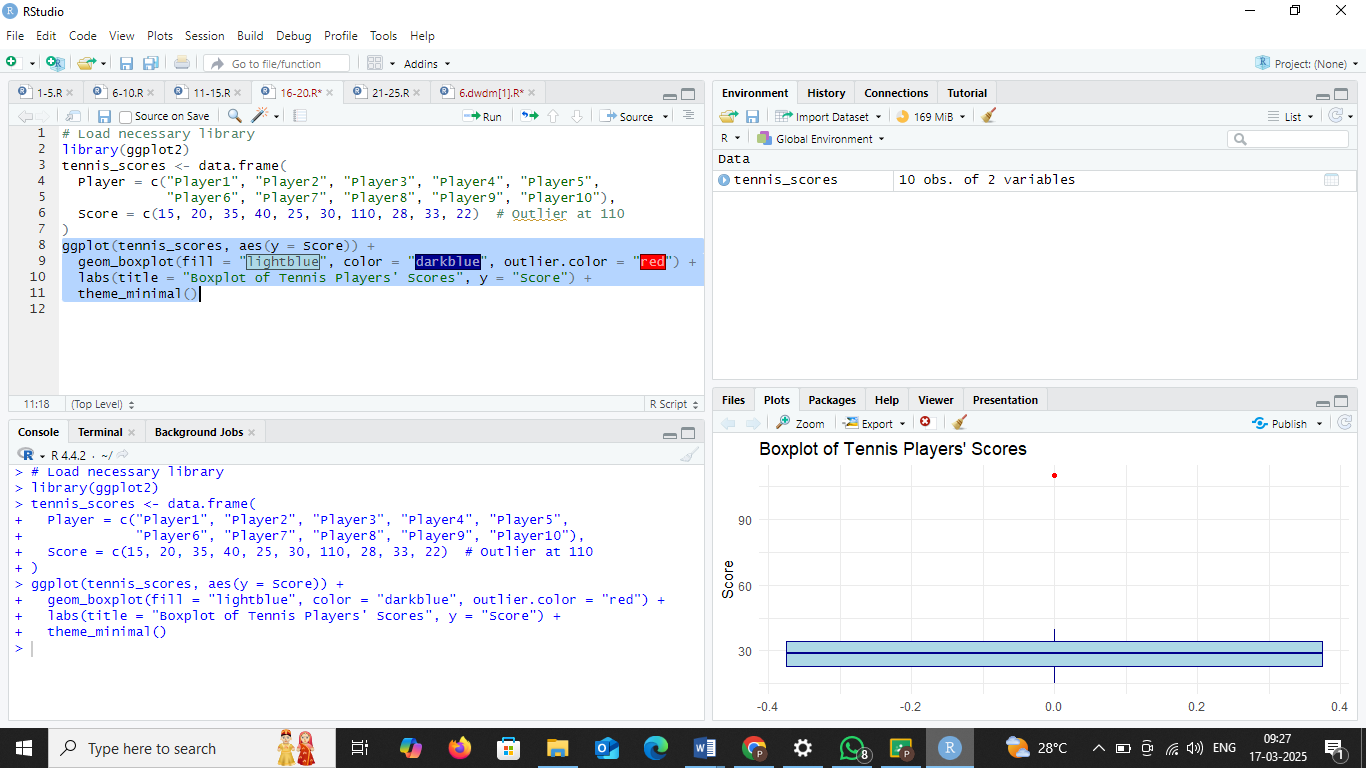 RStudio
File Edit Code View Plots Session Build Debug Profile Tools Help
Go to file/function Addins Project: (None)
1-5.R 6-10.R 11-15.R 16-20.R* 21-25.R 6.dwdm[1].R*
Source on Save Run Source
1 # Load necessary library
2 library(ggplot2)
3 tennis_scores <- data.frame(
4 Player = c("Player1", "Player2", "Player3", "Player4", "Player5",
5 "Player6", "Player7", "Player8", "Player9", "Player10"),
6 Score = c(15, 20, 35, 40, 25, 30, 110, 28, 33, 22) # Outlier at 110
7 )
8 ggplot(tennis_scores, aes(y = Score)) +
9 geom_boxplot(fill = "lightblue", color = "darkblue", outlier.color = "red") +
10 labs(title = "Boxplot of Tennis Players' Scores", y = "Score") +
11 theme_minimal()
12
11:18 (Top Level) R Script
Console Terminal Background Jobs
R 4.4.2 · ~/
> # Load necessary library
> library(ggplot2)
> tennis_scores <- data.frame(
+ Player = c("Player1", "Player2", "Player3", "Player4", "Player5",
+ "Player6", "Player7", "Player8", "Player9", "Player10"),
+ Score = c(15, 20, 35, 40, 25, 30, 110, 28, 33, 22) # Outlier at 110
+ )
> ggplot(tennis_scores, aes(y = Score)) +
+ geom_boxplot(fill = "lightblue", color = "darkblue", outlier.color = "red") +
+ labs(title = "Boxplot of Tennis Players' Scores", y = "Score") +
+ theme_minimal()
>
Environment History Connections Tutorial
Import Dataset 169 MiB List
R Global Environment
Data
tennis_scores 10 obs. of 2 variables
Files Plots Packages Help Viewer Presentation
Zoom Export Publish
Boxplot of Tennis Players' Scores
90
60
30
Score
-0.4 -0.2 0.0 0.2 0.4
Type here to search
8
28°C ENG
09:27
17-03-2025
1